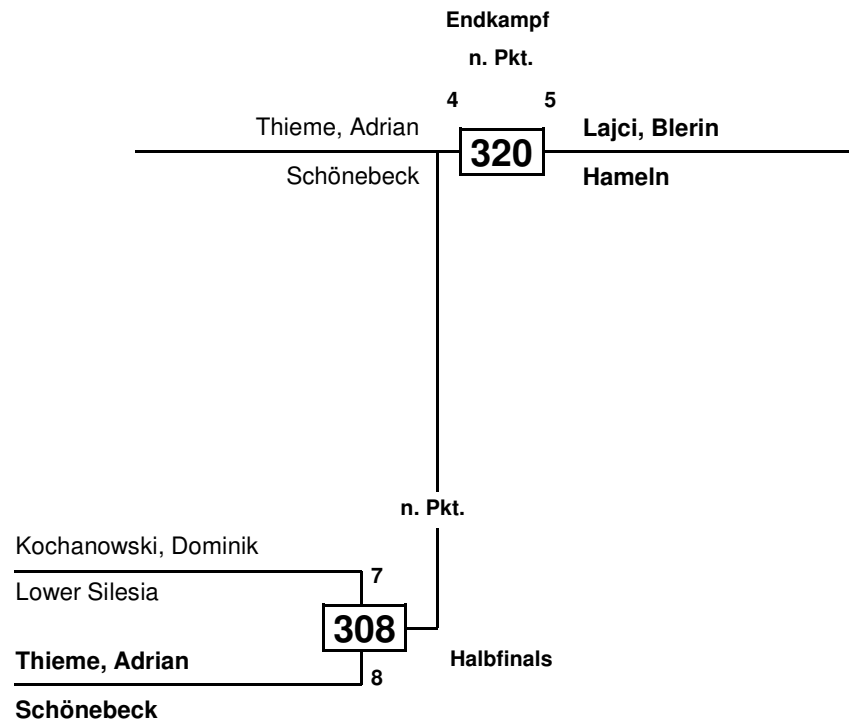 Endkampf
n. Pkt.
4 5
Thieme, Adrian 320 Lajci, Blerin
Schönebeck Hameln
n. Pkt.
Kochanowski, Dominik
7
Lower Silesia
308
Thieme, Adrian Halbfinals
8
Schönebeck